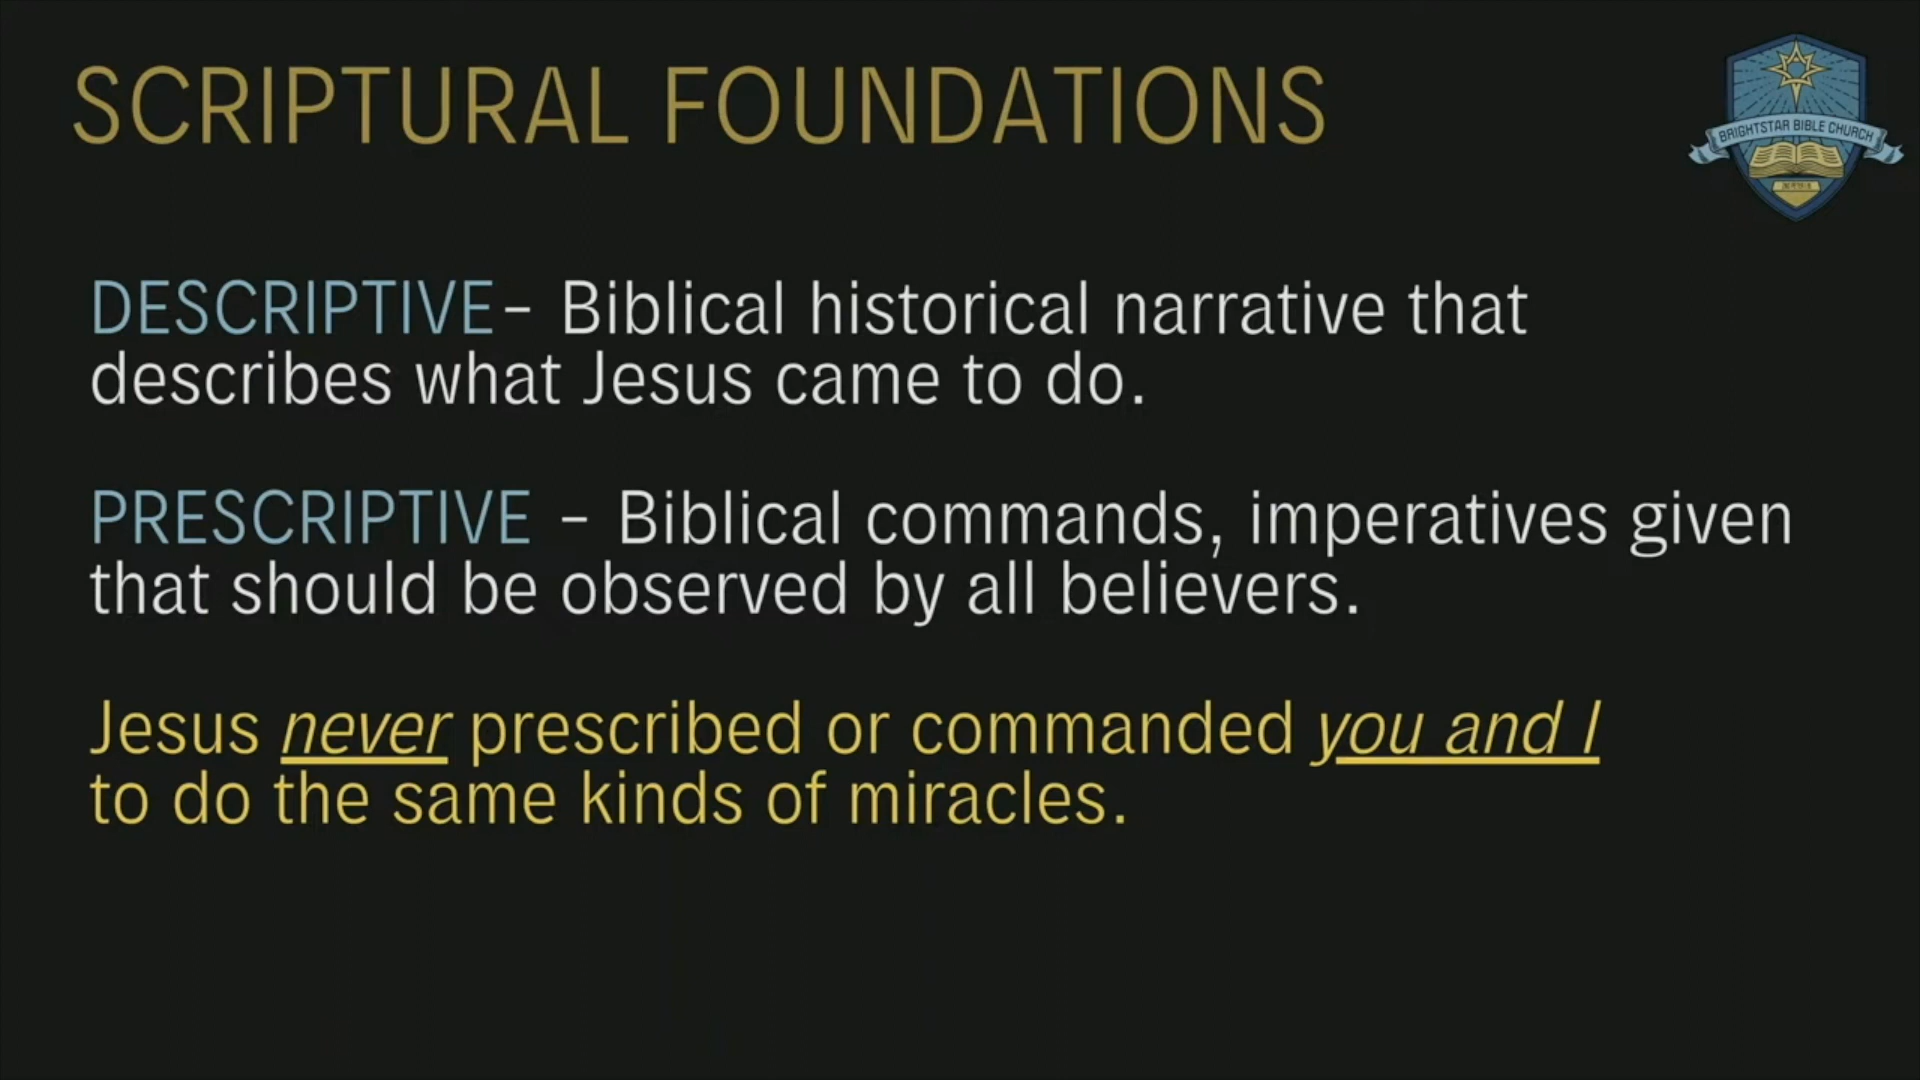 SCRIPTURAL FOUNDATIONS
BRIGHTSTAR BIBLE CHURCH
DESCRIPTIVE - Biblical historical narrative that
describes what Jesus came to do.
PRESCRIPTIVE - Biblical commands, imperatives given
that should be observed by all believers.
Jesus never prescribed or commanded you and I
to do the same kinds of miracles.